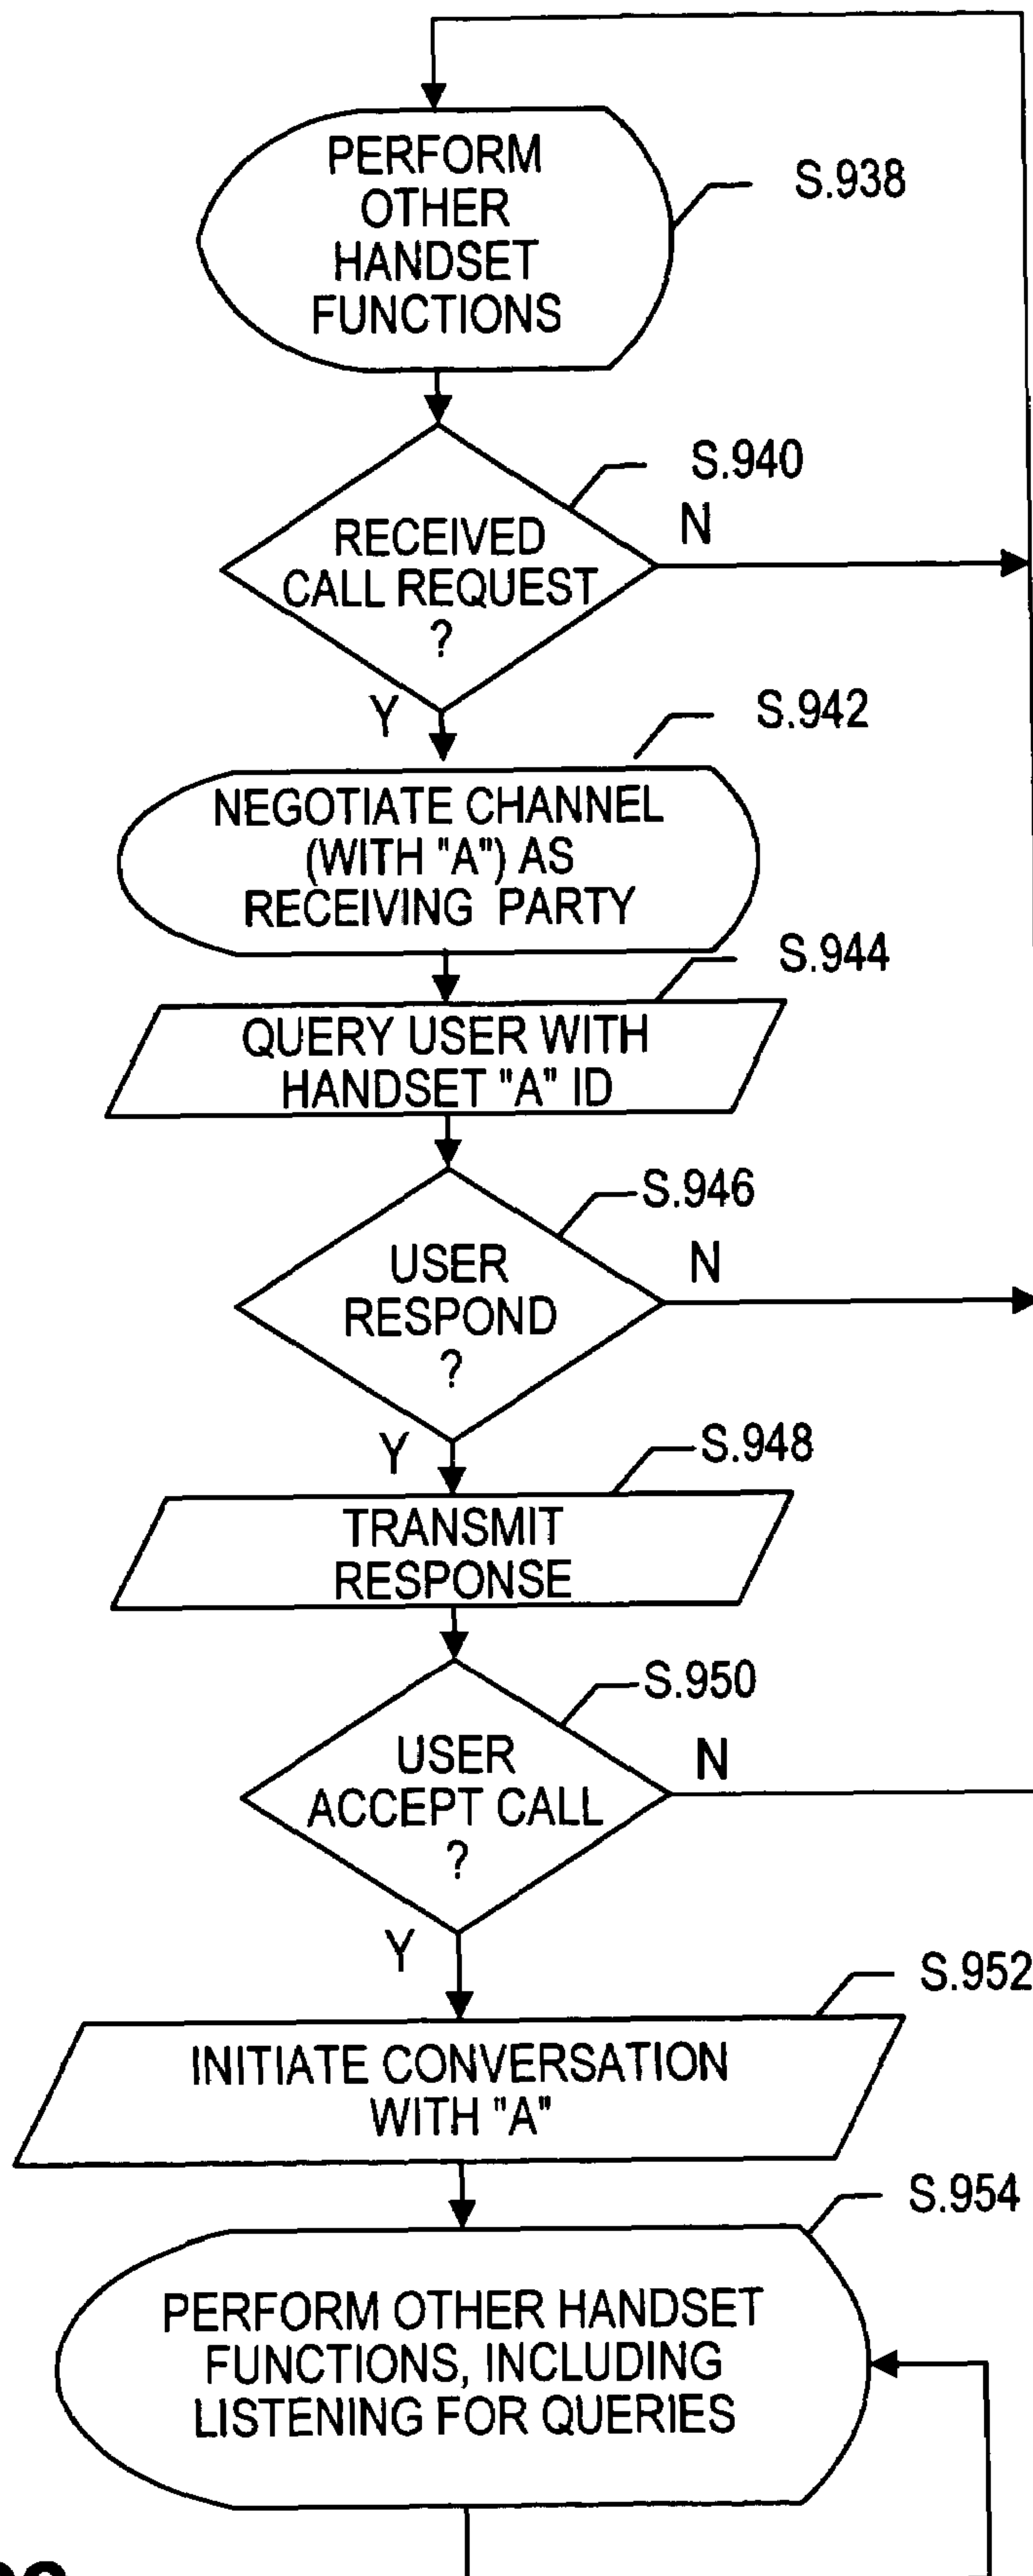 PERFORM
OTHER
HANDSET
FUNCTIONS
S.938
S.940
RECEIVED
CALL REQUEST
?
N
Y
S.942
NEGOTIATE CHANNEL
(WITH "A") AS
RECEIVING PARTY
S.944
QUERY USER WITH
HANDSET "A" ID
S.946
USER
RESPOND
?
N
Y
S.948
TRANSMIT
RESPONSE
S.950
USER
ACCEPT CALL
?
N
Y
S.952
INITIATE CONVERSATION
WITH "A"
S.954
PERFORM OTHER HANDSET
FUNCTIONS, INCLUDING
LISTENING FOR QUERIES